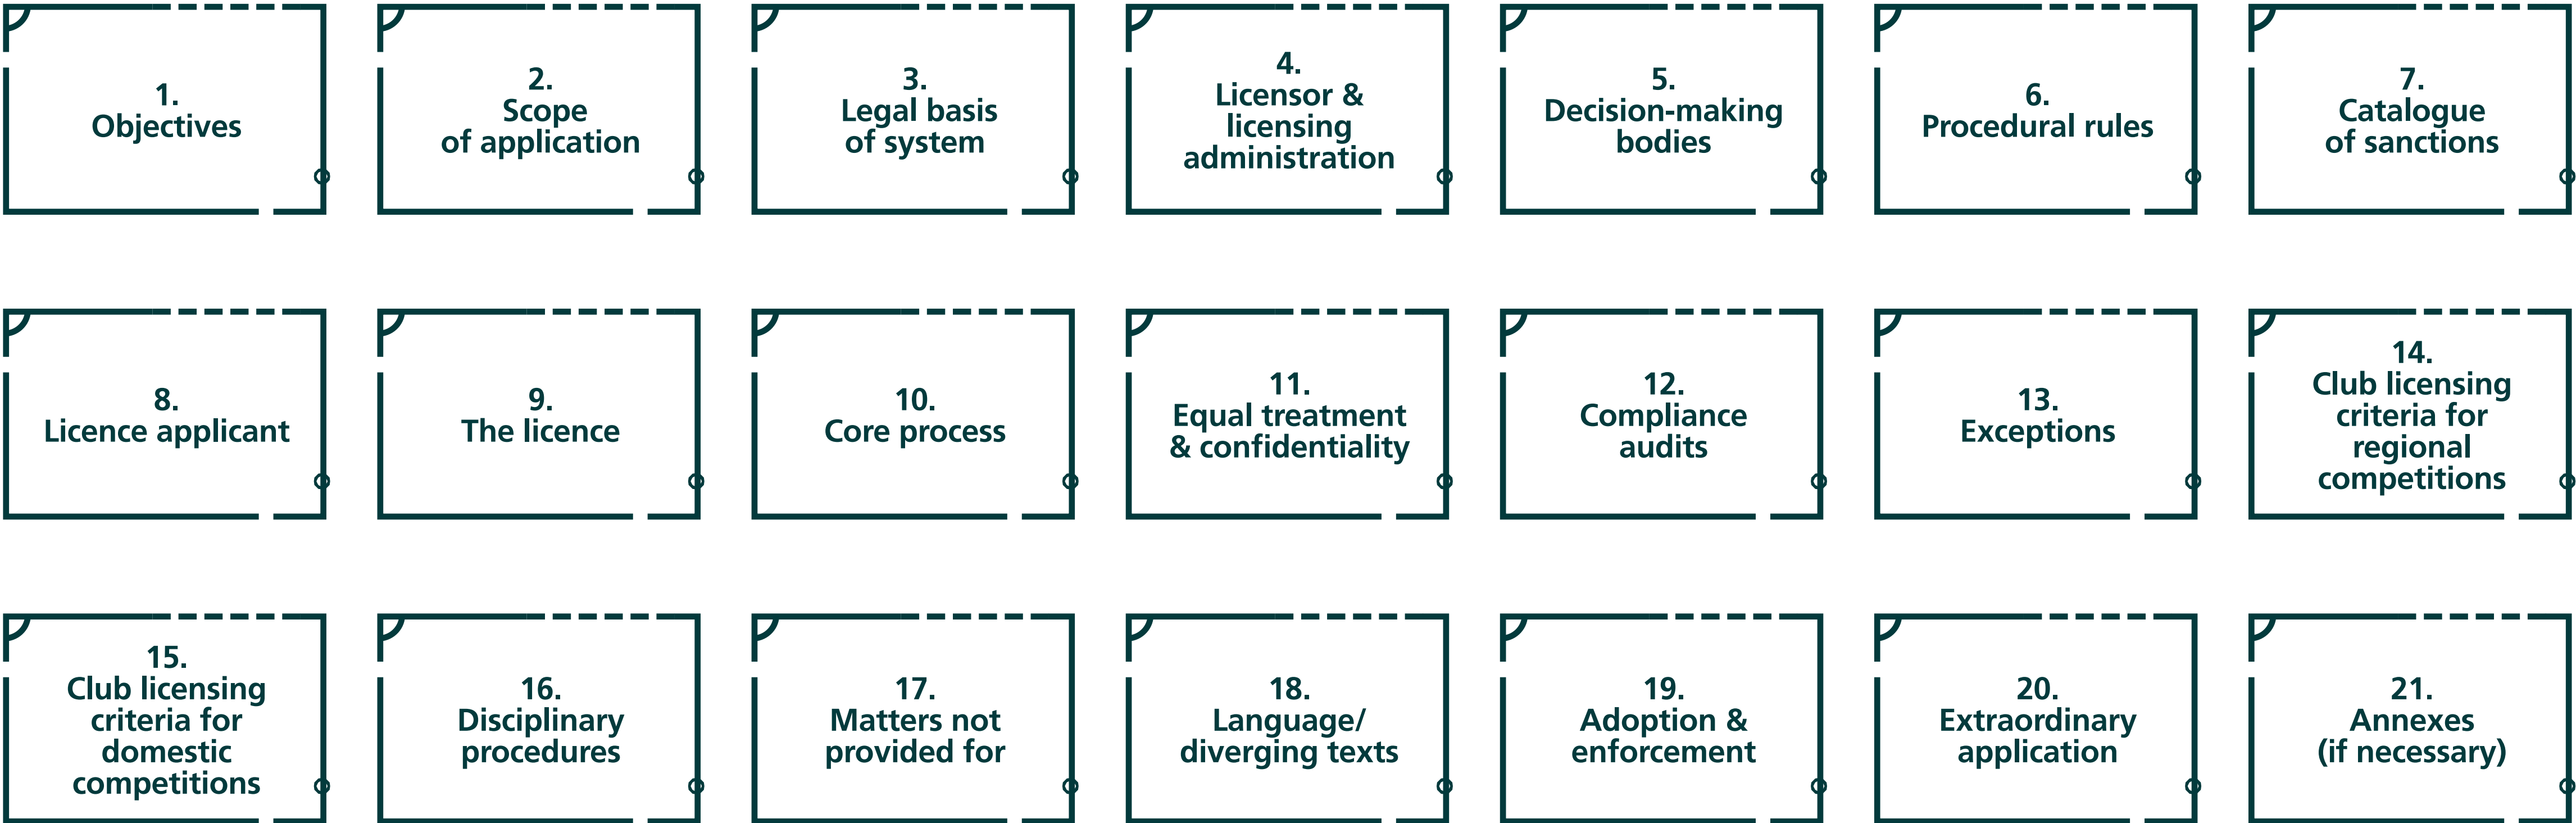 1.
Objectives
2.
Scope
of application
3.
Legal basis
of system
4.
Licensor &
licensing
administration
5.
Decision-making
bodies
6.
Procedural rules
7.
Catalogue
of sanctions
8.
Licence applicant
9.
The licence
10.
Core process
11.
Equal treatment
& confidentiality
12.
Compliance
audits
13.
Exceptions
14.
Club licensing
criteria for
regional
competitions
15.
Club licensing
criteria for
domestic
competitions
16.
Disciplinary
procedures
17.
Matters not
provided for
18.
Language/
diverging texts
19.
Adoption &
enforcement
20.
Extraordinary
application
21.
Annexes
(if necessary)